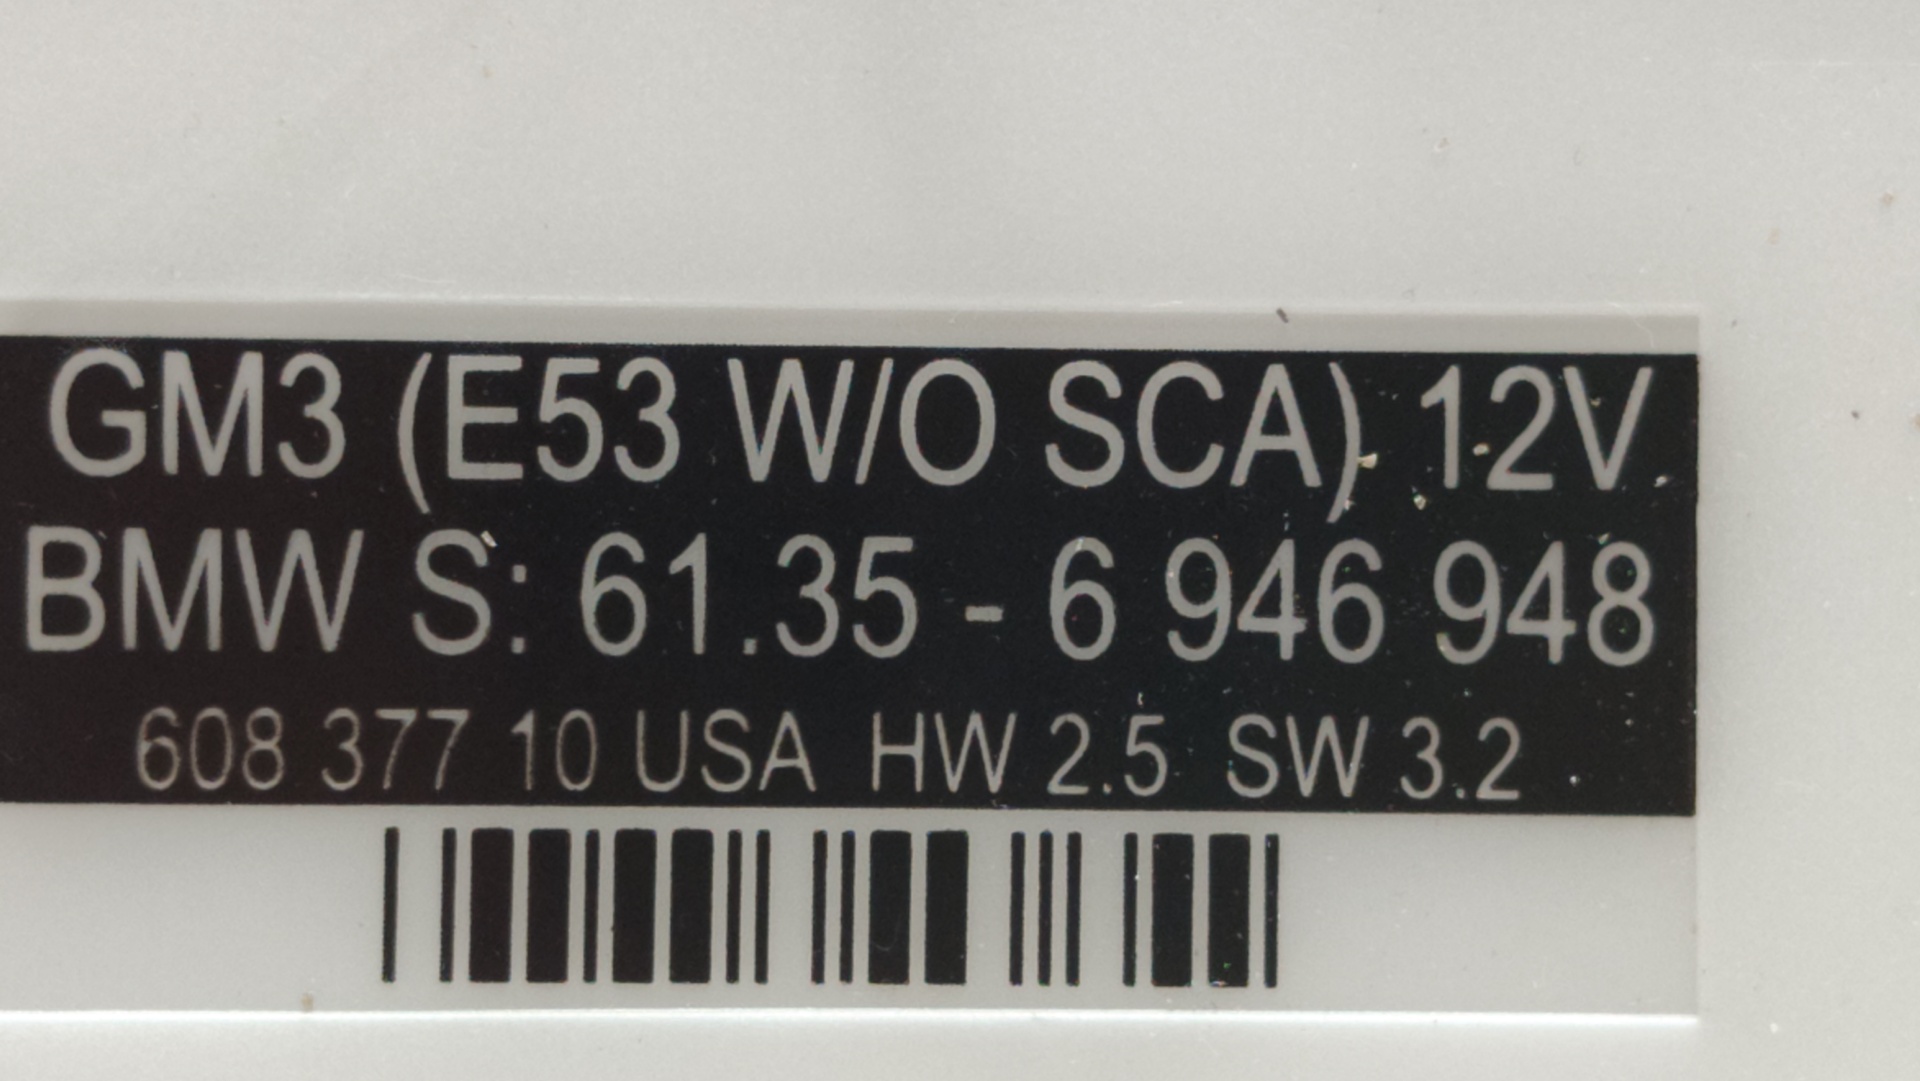 GM3 (E53 W/O SCA) 12V
BMW S: 61.35 - 6 946 948
608 377 10 USA HW 2.5 SW 3.2